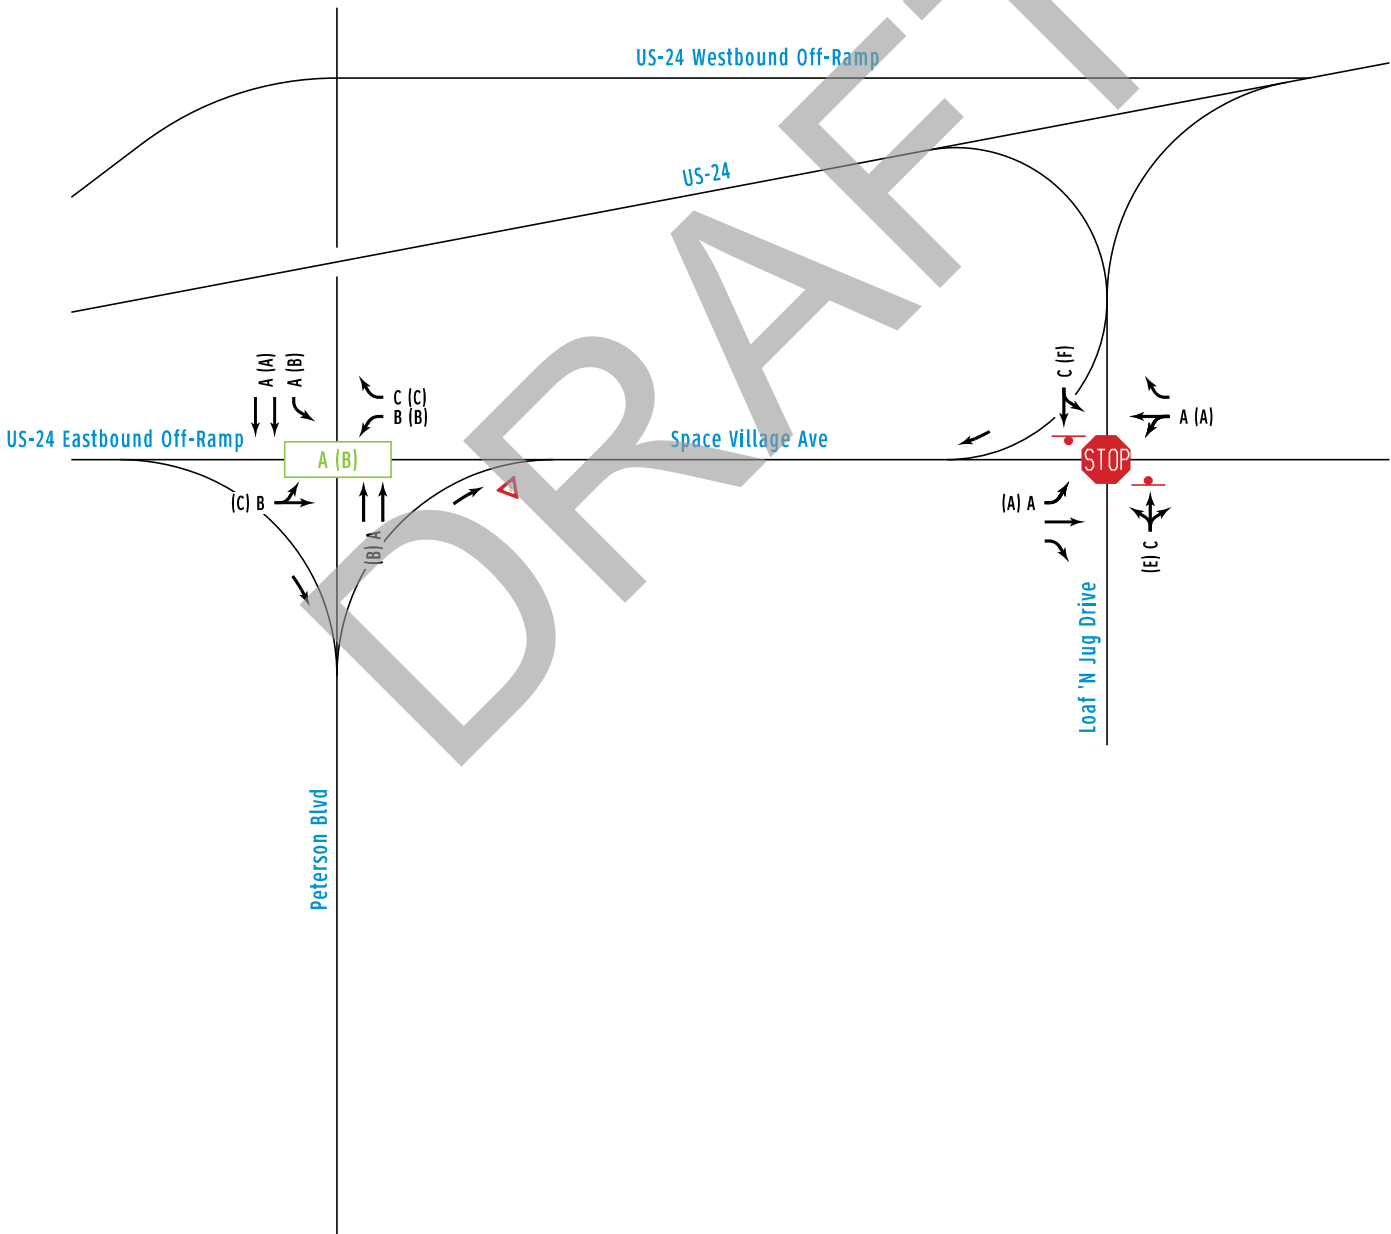 US-24 Westbound Off-Ramp
US-24
DRAFT
A (A)
A (B)
C (C)
B (B)
C (F)
A (A)
US-24 Eastbound Off-Ramp
A (B)
Space Village Ave
STOP
(C) B
(B) A
(A) A
(E) C
Loaf 'N Jug Drive
Peterson Blvd